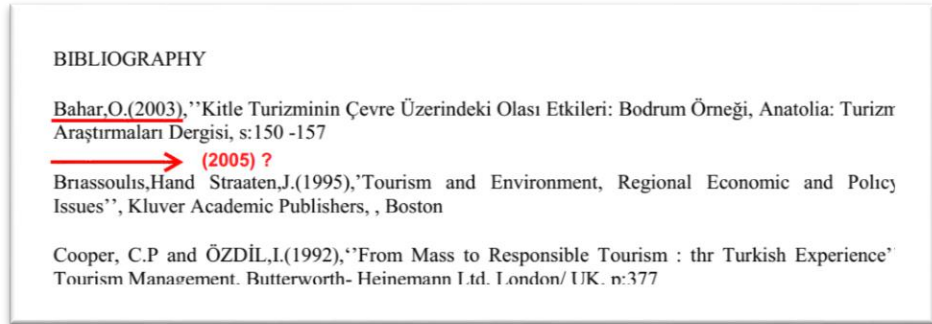 BIBLIOGRAPHY
Bahar,O.(2003),’’Kitle Turizminin Çevre Üzerindeki Olası Etkileri: Bodrum Örneği, Anatolia: Turizm
Araştırmaları Dergisi, s:150 -157
(2005) ?
Briassoulıs,Hand Straaten,J.(1995),’Tourism and Environment, Regional Economic and Policy
Issues’’, Kluver Academic Publishers, , Boston
Cooper, C.P and ÖZDİL,I.(1992),‘’From Mass to Responsible Tourism : thr Turkish Experience’’
Tourism Management, Butterworth- Heinemann Ltd, London/ UK, p:377